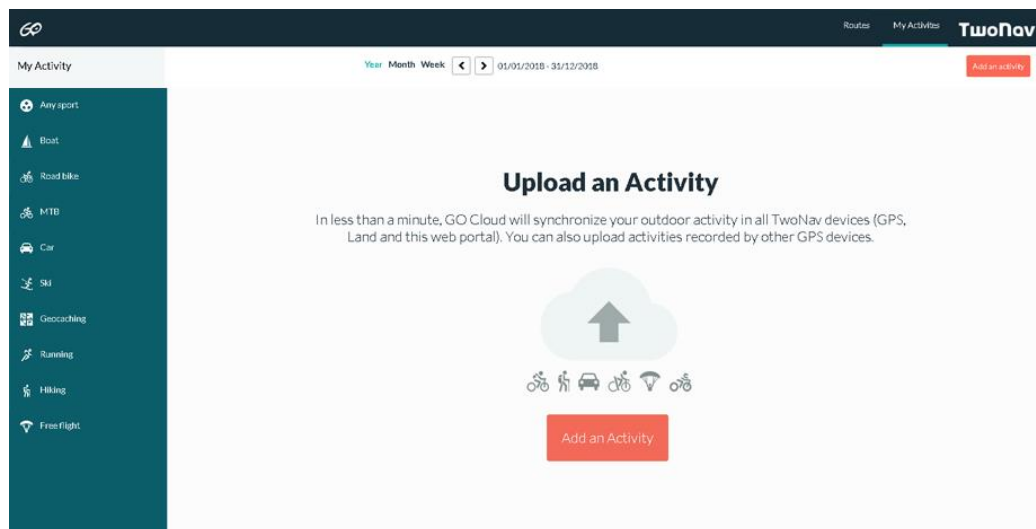 GO
Routes My Activites TwoNav
My Activity
Year Month Week 01/01/2018 - 31/12/2018
Add an activity
Any sport
Boat
Road bike
MTB
Car
Ski
Geocaching
Running
Hiking
Free flight
Upload an Activity
In less than a minute, GO Cloud will synchronize your outdoor activity in all TwoNav devices (GPS,
Land and this web portal). You can also upload activities recorded by other GPS devices.
Add an Activity